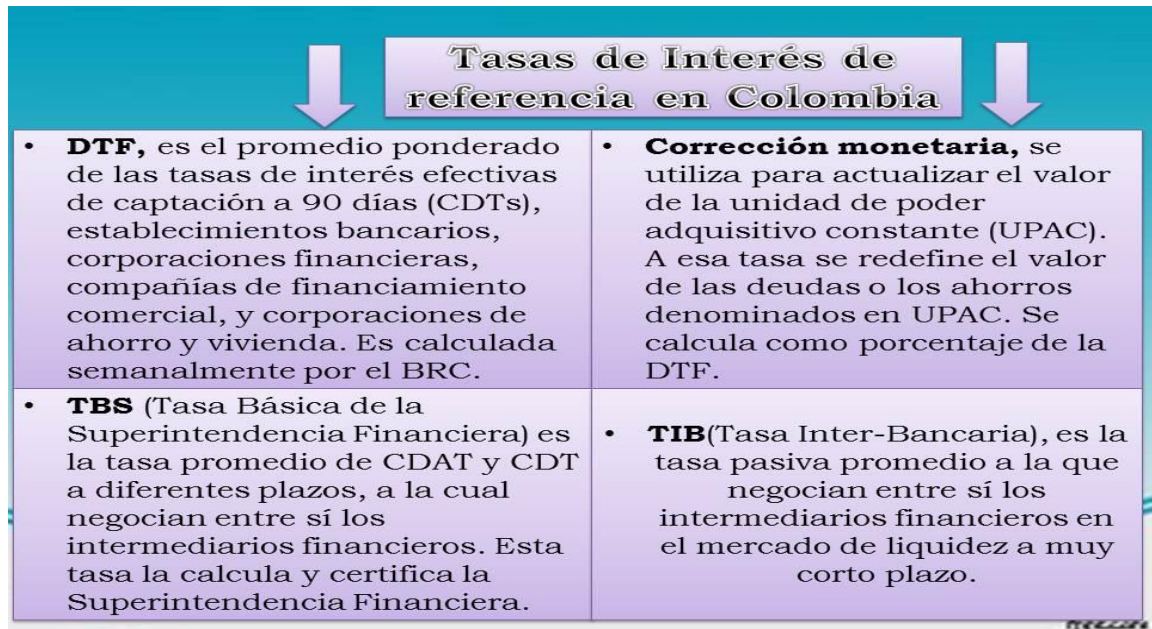 Tasas de Interés de
referencia en Colombia
• DTF, es el promedio ponderado
de las tasas de interés efectivas
de captación a 90 días (CDTs),
establecimientos bancarios,
corporaciones financieras,
compañías de financiamiento
comercial, y corporaciones de
ahorro y vivienda. Es calculada
semanalmente por el BRC.
• Corrección monetaria, se
utiliza para actualizar el valor
de la unidad de poder
adquisitivo constante (UPAC).
A esa tasa se redefine el valor
de las deudas o los ahorros
denominados en UPAC. Se
calcula como porcentaje de la
DTF.
• TBS (Tasa Básica de la
Superintendencia Financiera) es
la tasa promedio de CDAT y CDT
a diferentes plazos, a la cual
negocian entre sí los
intermediarios financieros. Esta
tasa la calcula y certifica la
Superintendencia Financiera.
• TIB(Tasa Inter-Bancaria), es la
tasa pasiva promedio a la que
negocian entre sí los
intermediarios financieros en
el mercado de liquidez a muy
corto plazo.